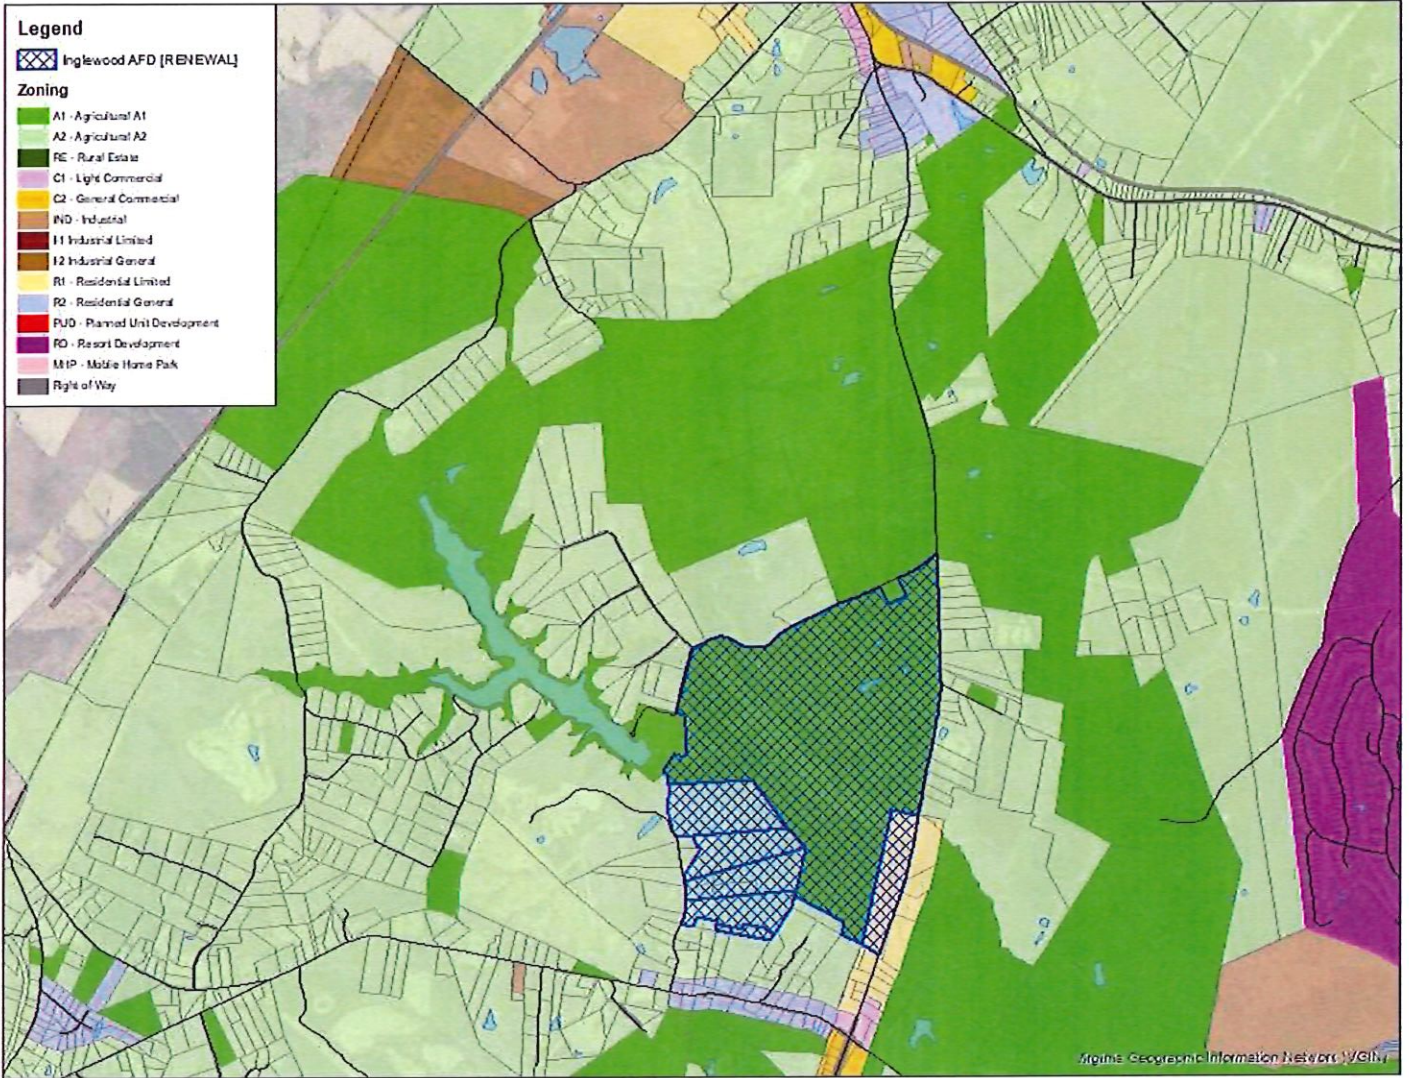 Legend
Inglewood AFD [RENEWAL]
Zoning
A1 - Agricultural A1
A2 - Agricultural A2
RE - Rural Estate
C1 - Light Commercial
C2 - General Commercial
IND - Industrial
I-1 Industrial Limited
I-2 Industrial General
R1 - Residential Limited
R2 - Residential General
PUD - Planned Unit Development
RD - Resort Development
MHP - Mobile Home Park
Right of Way
Virginia Geographic Information Network (VGIN)